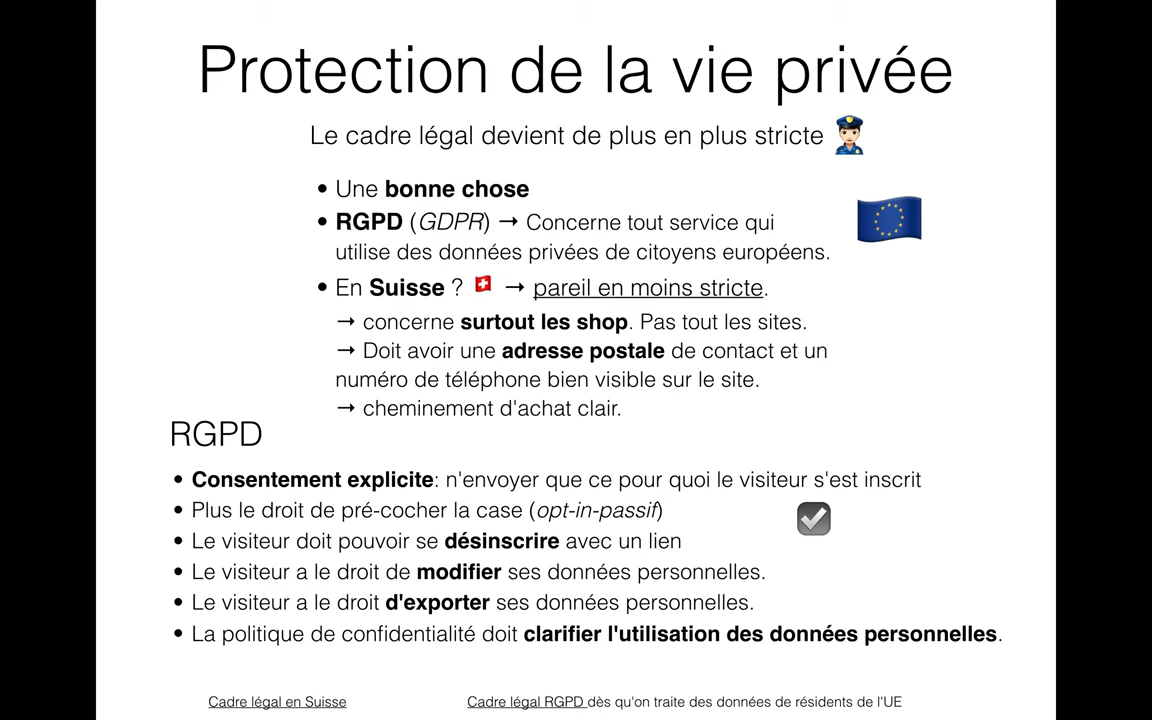 Protection de la vie privée
Le cadre légal devient de plus en plus stricte
• Une bonne chose
• RGPD (GDPR) → Concerne tout service qui
utilise des données privées de citoyens européens.
• En Suisse ? → pareil en moins stricte.
→ concerne surtout les shop. Pas tout les sites.
→ Doit avoir une adresse postale de contact et un
numéro de téléphone bien visible sur le site.
→ cheminement d'achat clair.
RGPD
• Consentement explicite: n'envoyer que ce pour quoi le visiteur s'est inscrit
• Plus le droit de pré-cocher la case (opt-in-passif)
• Le visiteur doit pouvoir se désinscrire avec un lien
• Le visiteur a le droit de modifier ses données personnelles.
• Le visiteur a le droit d'exporter ses données personnelles.
• La politique de confidentialité doit clarifier l'utilisation des données personnelles.
Cadre légal en Suisse
Cadre légal RGPD dès qu'on traite des données de résidents de l'UE